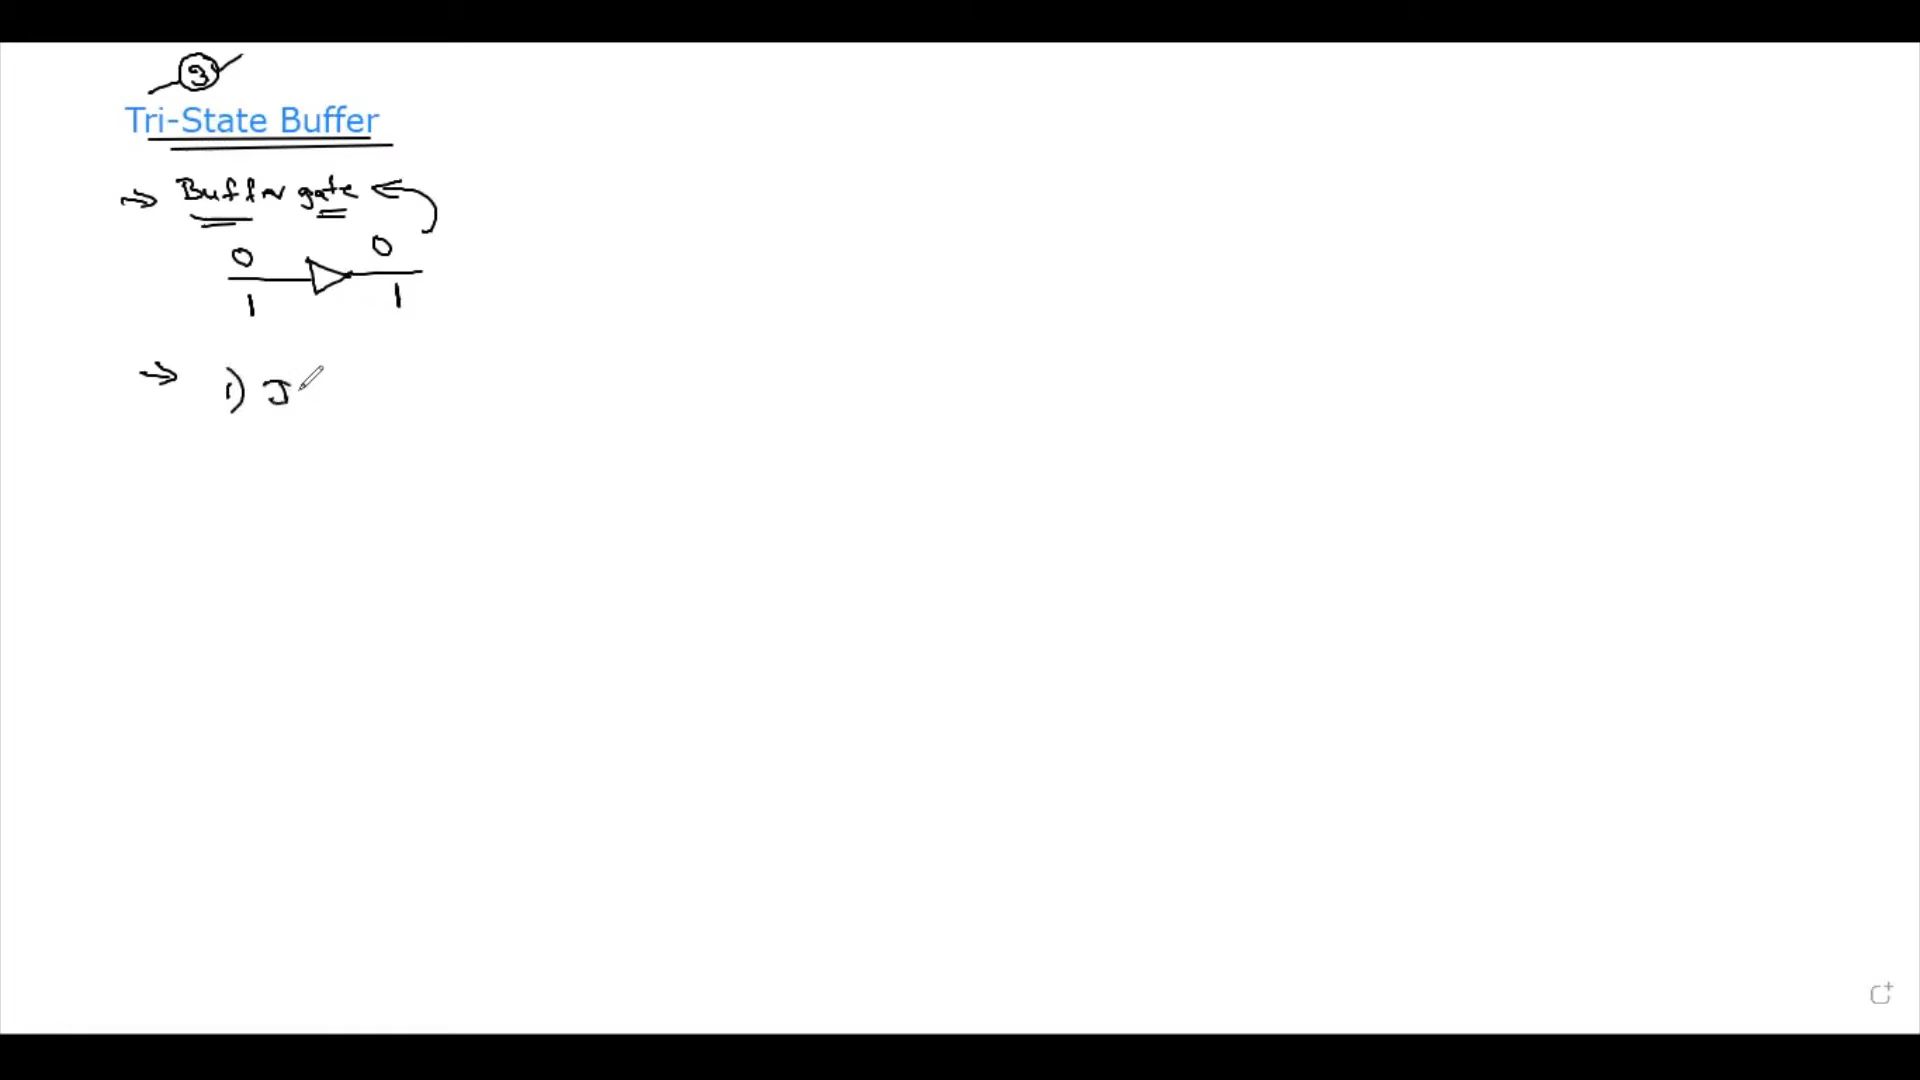 3
Tri-State Buffer
→ Buffer gate ←
0 0
1 1
→ 1) J